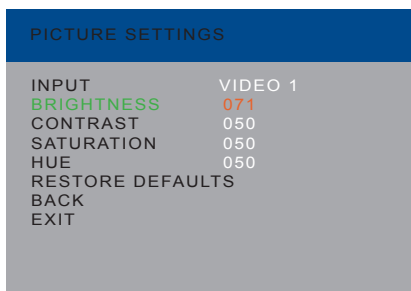 PICTURE SETTINGS
INPUT VIDEO 1
BRIGHTNESS 071
CONTRAST 050
SATURATION 050
HUE 050
RESTORE DEFAULTS
BACK
EXIT